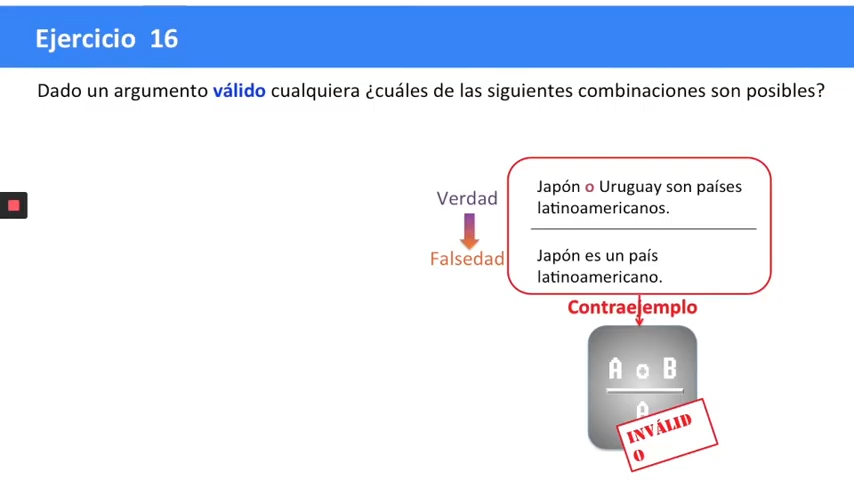 Ejercicio 16
Dado un argumento válido cualquiera ¿cuáles de las siguientes combinaciones son posibles?
Verdad
Falsedad
Japón o Uruguay son países
latinoamericanos.
Japón es un país
latinoamericano.
Contraejemplo
A o B
A
INVÁLID
O